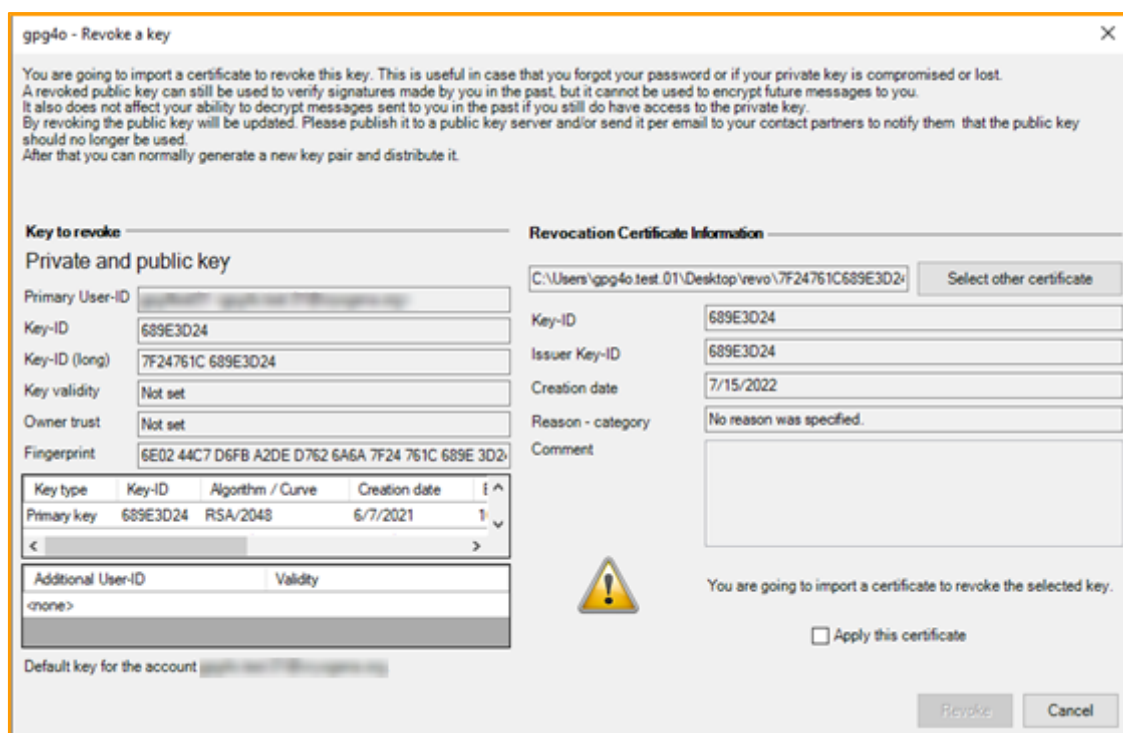 gpg4o - Revoke a key
You are going to import a certificate to revoke this key. This is useful in case that you forgot your password or if your private key is compromised or lost.
A revoked public key can still be used to verify signatures made by you in the past, but it cannot be used to encrypt future messages to you.
It also does not affect your ability to decrypt messages sent to you in the past if you still do have access to the private key.
By revoking the public key will be updated. Please publish it to a public key server and/or send it per email to your contact partners to notify them that the public key
should no longer be used.
After that you can normally generate a new key pair and distribute it.
Key to revoke
Private and public key
Primary User-ID
Key-ID 689E3D24
Key-ID (long) 7F24761C 689E3D24
Key validity Not set
Owner trust Not set
Fingerprint 6E02 44C7 D6FB A2DE D762 6A6A 7F24 761C 689E 3D2
Key type Key-ID Algorithm / Curve Creation date
Primary key 689E3D24 RSA/2048 6/7/2021
Additional User-ID Validity
<none>
Default key for the account
Revocation Certificate Information
C:\Users\gpg4o.test.01\Desktop\revo\7F24761C689E3D2 Select other certificate
Key-ID 689E3D24
Issuer Key-ID 689E3D24
Creation date 7/15/2022
Reason - category No reason was specified.
Comment
You are going to import a certificate to revoke the selected key.
Apply this certificate
Revoke Cancel